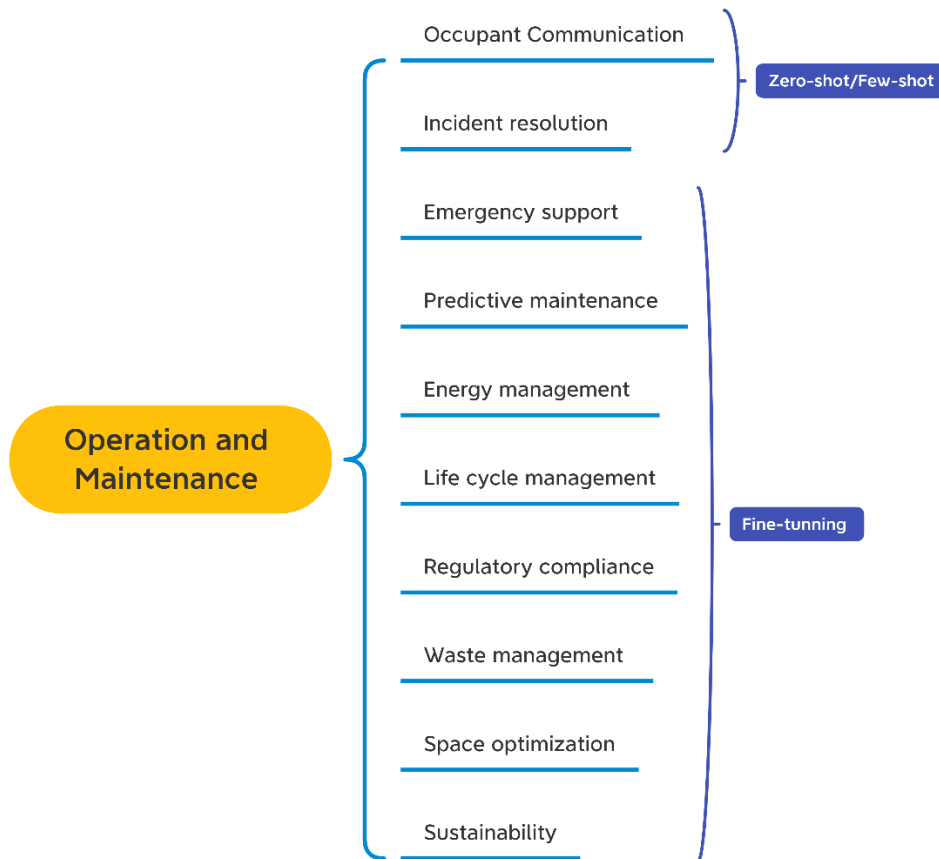 Occupant Communication
Zero-shot/Few-shot
Incident resolution
Emergency support
Predictive maintenance
Energy management
Operation and
Maintenance
Life cycle management
Fine-tunning
Regulatory compliance
Waste management
Space optimization
Sustainability